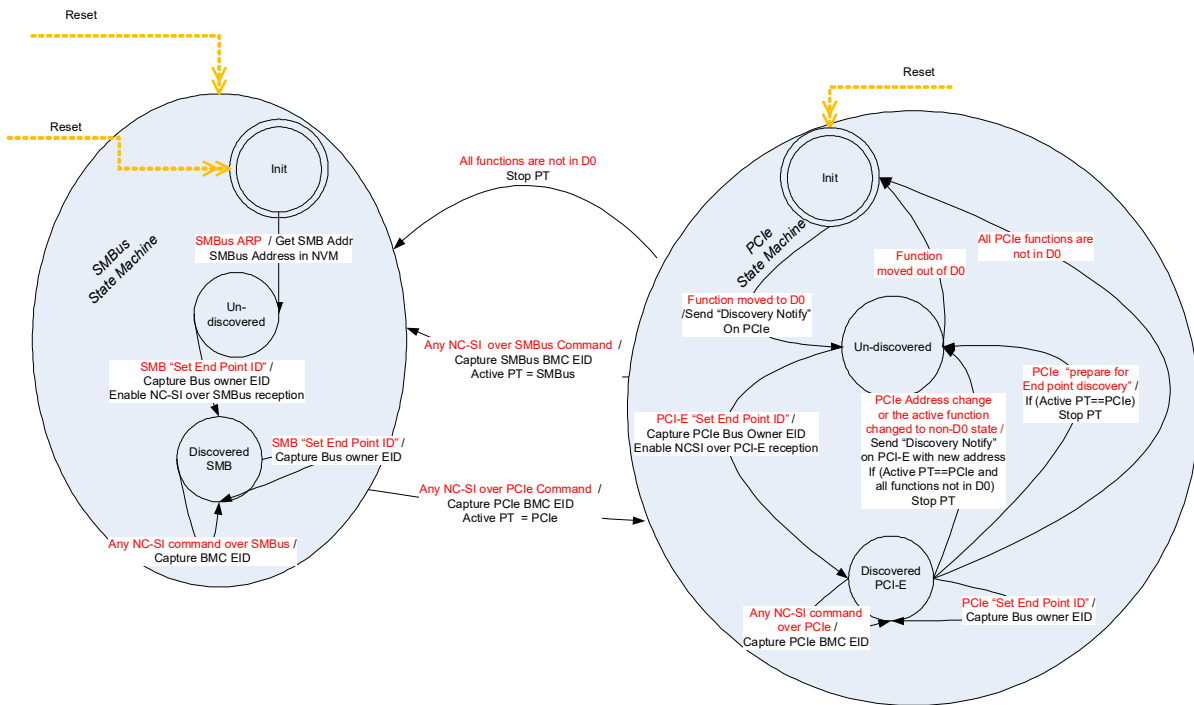 Reset
Reset
Init
SMBus
State Machine
SMBus ARP / Get SMB Addr
SMBus Address in NVM
Un-
discovered
SMB “Set End Point ID” /
Capture Bus owner EID
Enable NC-SI over SMBus reception
Discovered
SMB
SMB “Set End Point ID” /
Capture Bus owner EID
Any NC-SI command over SMBus /
Capture BMC EID
All functions are not in D0
Stop PT
Any NC-SI over SMBus Command /
Capture SMBus BMC EID
Active PT = SMBus
Any NC-SI over PCIe Command /
Capture PCIe BMC EID
Active PT = PCIe
Reset
Init
PCIe
State Machine
Function moved to D0
/Send “Discovery Notify”
On PCIe
Function
moved out of D0
All PCIe functions are
not in D0
Un-discovered
PCI-E “Set End Point ID” /
Capture PCIe Bus Owner EID
Enable NCSI over PCI-E reception
PCIe Address change
or the active function
changed to non-D0 state /
Send “Discovery Notify”
on PCI-E with new address
If (Active PT==PCIe and
all functions not in D0)
Stop PT
PCIe “prepare for
End point discovery” /
If (Active PT==PCIe)
Stop PT
Discovered
PCI-E
Any NC-SI command
over PCIe /
Capture PCIe BMC EID
PCIe “Set End Point ID” /
Capture Bus owner EID